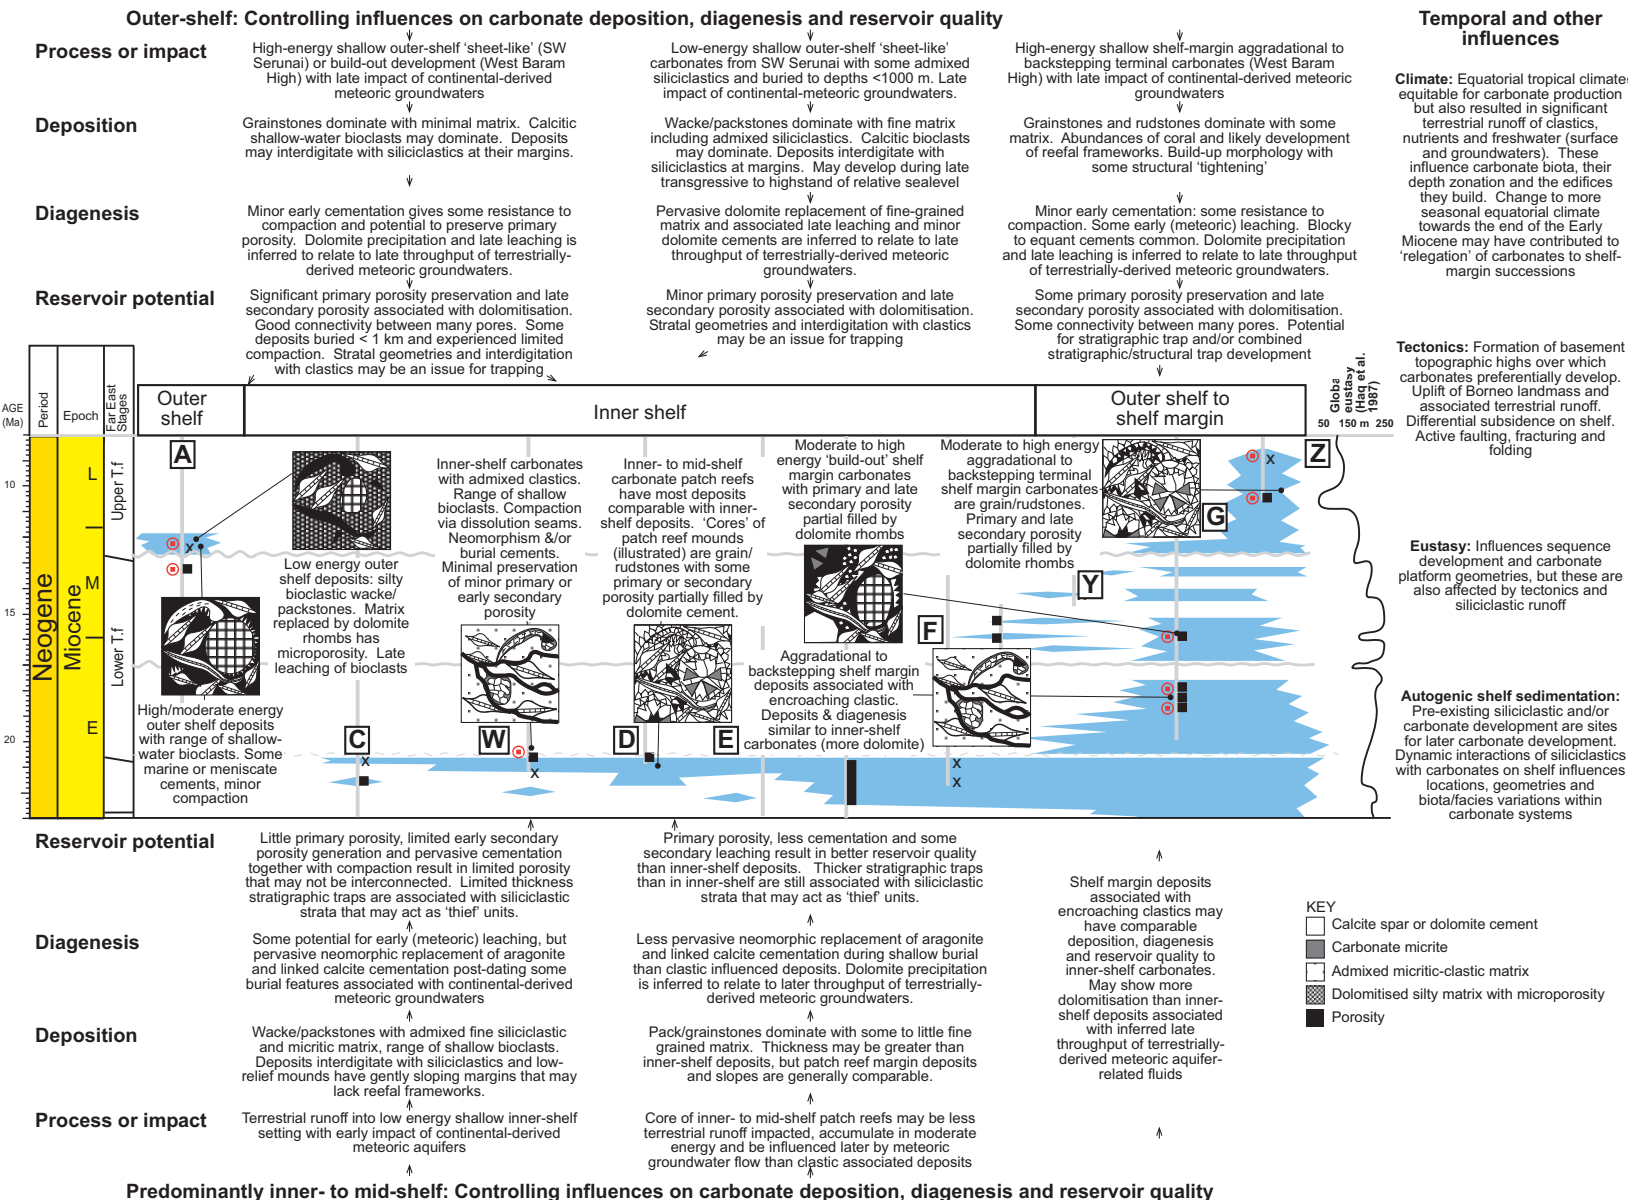 Outer-shelf: Controlling influences on carbonate deposition, diagenesis and reservoir quality
Process or impact
High-energy shallow outer-shelf ‘sheet-like’ (SW
Serunai) or build-out development (West Baram
High) with late impact of continental-derived
meteoric groundwaters
Low-energy shallow outer-shelf ‘sheet-like’
carbonates from SW Serunai with some admixed
siliciclastics and buried to depths <1000 m. Late
impact of continental-meteoric groundwaters.
High-energy shallow shelf-margin aggradational to
backstepping terminal carbonates (West Baram
High) with late impact of continental-derived meteoric
groundwaters
Deposition
Grainstones dominate with minimal matrix. Calcitic
shallow-water bioclasts may dominate. Deposits
may interdigitate with siliciclastics at their margins.
Wacke/packstones dominate with fine matrix
including admixed siliciclastics. Calcitic bioclasts
may dominate. Deposits interdigitate with
siliciclastics at margins. May develop during late
transgressive to highstand of relative sealevel
Grainstones and rudstones dominate with some
matrix. Abundances of coral and likely development
of reefal frameworks. Build-up morphology with
some structural ‘tightening’
Diagenesis
Minor early cementation gives some resistance to
compaction and potential to preserve primary
porosity. Dolomite precipitation and late leaching is
inferred to relate to late throughput of terrestrially-
derived meteoric groundwaters.
Pervasive dolomite replacement of fine-grained
matrix and associated late leaching and minor
dolomite cements are inferred to relate to late
throughput of terrestrially-derived meteoric
groundwaters.
Minor early cementation: some resistance to
compaction. Some early (meteoric) leaching. Blocky
to equant cements common. Dolomite precipitation
and late leaching is inferred to relate to late throughput
of terrestrially-derived meteoric groundwaters.
Reservoir potential
Significant primary porosity preservation and late
secondary porosity associated with dolomitisation.
Good connectivity between many pores. Some
deposits buried < 1 km and experienced limited
compaction. Stratal geometries and interdigitation
with clastics may be an issue for trapping
Minor primary porosity preservation and late
secondary porosity associated with dolomitisation.
Stratal geometries and interdigitation with clastics
may be an issue for trapping
Some primary porosity preservation and late
secondary porosity associated with dolomitisation.
Some connectivity between many pores. Potential
for stratigraphic trap and/or combined
stratigraphic/structural trap development
Temporal and other
influences
Climate: Equatorial tropical climate:
equitable for carbonate production
but also resulted in significant
terrestrial runoff of clastics,
nutrients and freshwater (surface
and groundwaters). These
influence carbonate biota, their
depth zonation and the edifices
they build. Change to more
seasonal equatorial climate
towards the end of the Early
Miocene may have contributed to
‘relegation’ of carbonates to shelf-
margin successions
Tectonics: Formation of basement
topographic highs over which
carbonates preferentially develop.
Uplift of Borneo landmass and
associated terrestrial runoff.
Differential subsidence on shelf.
Active faulting, fracturing and
folding
Eustasy: Influences sequence
development and carbonate
platform geometries, but these are
also affected by tectonics and
siliciclastic runoff
Autogenic shelf sedimentation:
Pre-existing siliciclastic and/or
carbonate development are sites
for later carbonate development.
Dynamic interactions of siliciclastics
with carbonates on shelf influences
locations, geometries and
biota/facies variations within
carbonate systems
AGE
(Ma)
Period
Epoch
Far East
Stages
Outer
shelf
Inner shelf
Outer shelf to
shelf margin
Global
eustasy
(Haq et al.
1987)
50 150 m 250
10
15
20
Neogene
Miocene
L
M
E
Upper T.f
Lower T.f
A
x
Low energy outer
shelf deposits: silty
bioclastic wacke/
packstones. Matrix
replaced by dolomite
rhombs has
microporosity. Late
leaching of bioclasts
High/moderate energy
outer shelf deposits
with range of shallow-
water bioclasts. Some
marine or meniscate
cements, minor
compaction
C
x
Inner-shelf carbonates
with admixed clastics.
Range of shallow
bioclasts. Compaction
via dissolution seams.
Neomorphism &/or
burial cements.
Minimal preservation
of minor primary or
early secondary
porosity
W
x
Inner- to mid-shelf
carbonate patch reefs
have most deposits
comparable with inner-
shelf deposits. ‘Cores’ of
patch reef mounds
(illustrated) are grain/
rudstones with some
primary or secondary
porosity partially filled by
dolomite cement.
D
E
Moderate to high
energy ‘build-out’ shelf
margin carbonates
with primary and late
secondary porosity
partial filled by
dolomite rhombs
F
Aggradational to
backstepping shelf margin
deposits associated with
encroaching clastic.
Deposits & diagenesis
similar to inner-shelf
carbonates (more dolomite)
x
x
Moderate to high energy
aggradational to
backstepping terminal
shelf margin carbonates
are grain/rudstones.
Primary and late
secondary porosity
partially filled by
dolomite rhombs
Y
G
x
Z
Reservoir potential
Little primary porosity, limited early secondary
porosity generation and pervasive cementation
together with compaction result in limited porosity
that may not be interconnected. Limited thickness
stratigraphic traps are associated with siliciclastic
strata that may act as ‘thief’ units.
Primary porosity, less cementation and some
secondary leaching result in better reservoir quality
than inner-shelf deposits. Thicker stratigraphic traps
than in inner-shelf are still associated with siliciclastic
strata that may act as ‘thief’ units.
Diagenesis
Some potential for early (meteoric) leaching, but
pervasive neomorphic replacement of aragonite
and linked calcite cementation post-dating some
burial features associated with continental-derived
meteoric groundwaters
Less pervasive neomorphic replacement of aragonite
and linked calcite cementation during shallow burial
than clastic influenced deposits. Dolomite precipitation
is inferred to relate to later throughput of terrestrially-
derived meteoric groundwaters.
Deposition
Wacke/packstones with admixed fine siliciclastic
and micritic matrix, range of shallow bioclasts.
Deposits interdigitate with siliciclastics and low-
relief mounds have gently sloping margins that may
lack reefal frameworks.
Pack/grainstones dominate with some to little fine
grained matrix. Thickness may be greater than
inner-shelf deposits, but patch reef margin deposits
and slopes are generally comparable.
Process or impact
Terrestrial runoff into low energy shallow inner-shelf
setting with early impact of continental-derived
meteoric aquifers
Core of inner- to mid-shelf patch reefs may be less
terrestrial runoff impacted, accumulate in moderate
energy and be influenced later by meteoric
groundwater flow than clastic associated deposits
Shelf margin deposits
associated with
encroaching clastics may
have comparable
deposition, diagenesis
and reservoir quality to
inner-shelf carbonates.
May show more
dolomitisation than inner-
shelf deposits associated
with inferred late
throughput of terrestrially-
derived meteoric aquifer-
related fluids
KEY
Calcite spar or dolomite cement
Carbonate micrite
Admixed micritic-clastic matrix
Dolomitised silty matrix with microporosity
Porosity
Predominantly inner- to mid-shelf: Controlling influences on carbonate deposition, diagenesis and reservoir quality